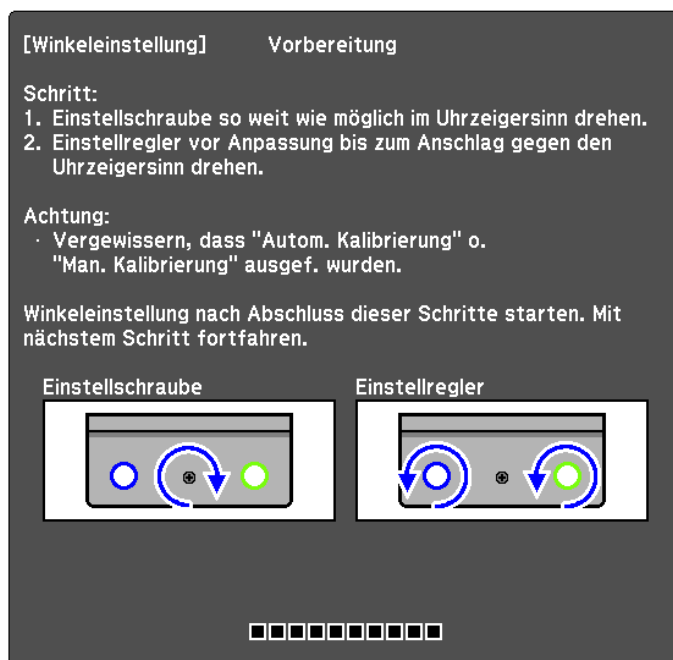 [Winkeleinstellung] Vorbereitung
Schritt:
1. Einstellschraube so weit wie möglich im Uhrzeigersinn drehen.
2. Einstellregler vor Anpassung bis zum Anschlag gegen den
Uhrzeigersinn drehen.
Achtung:
· Vergewissern, dass "Autom. Kalibrierung" o.
"Man. Kalibrierung" ausgef. wurden.
Winkeleinstellung nach Abschluss dieser Schritte starten. Mit
nächstem Schritt fortfahren.
Einstellschraube Einstellregler